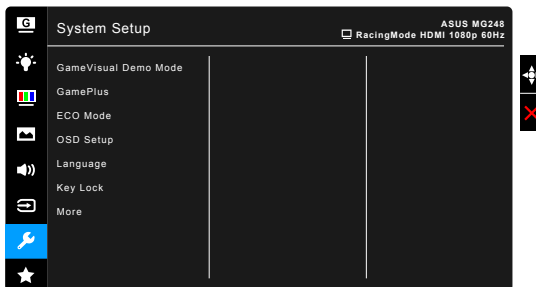 G
System Setup
ASUS MG248
RacingMode HDMI 1080p 60Hz
GameVisual Demo Mode
GamePlus
ECO Mode
OSD Setup
Language
Key Lock
More